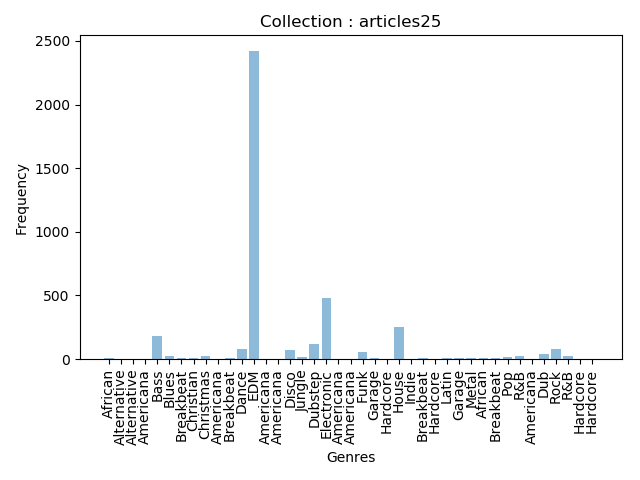 Collection : articles25
2500
2000
1500
1000
500
0
Frequency
African
Alternative
Alternative
Americana
Bass
Blues
Breakbeat
Christian
Christmas
Americana
Breakbeat
Dance
EDM
Americana
Americana
Disco
Jungle
Dubstep
Electronic
Americana
Americana
Funk
Garage
Hardcore
House
Indie
Breakbeat
Hardcore
Latin
Garage
Metal
African
Breakbeat
Pop
R&B
Americana
Dub
Rock
R&B
Hardcore
Hardcore
Genres